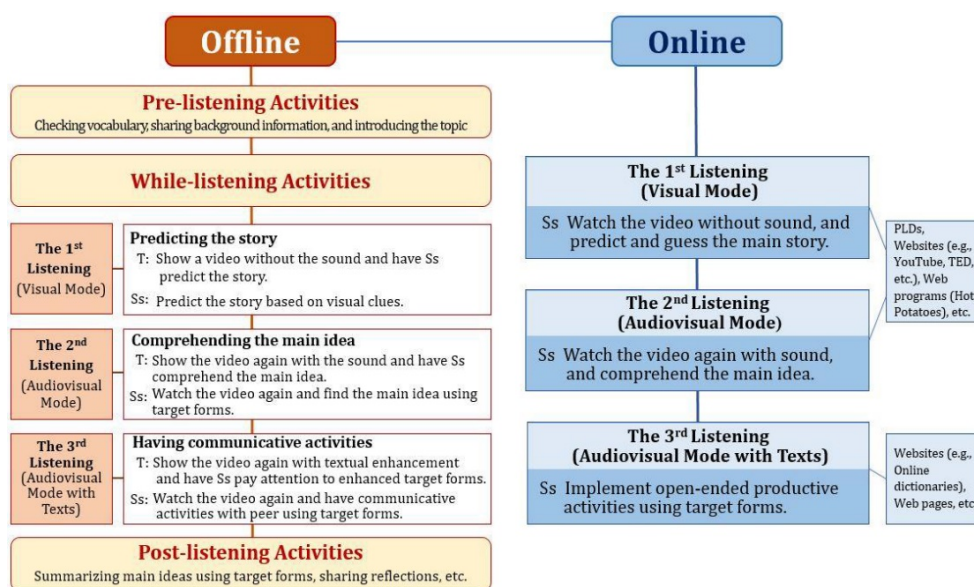 Offline
Pre-listening Activities
Checking vocabulary, sharing background information, and introducing the topic
While-listening Activities
The 1st
Listening
(Visual Mode)
Predicting the story
T: Show a video without the sound and have Ss
predict the story.
Ss: Predict the story based on visual clues.
The 2nd
Listening
(Audiovisual
Mode)
Comprehending the main idea
T: Show the video again with the sound and have Ss
comprehend the main idea.
Ss: Watch the video again and find the main idea using
target forms.
The 3rd
Listening
(Audiovisual
Mode with
Texts)
Having communicative activities
T: Show the video again with textual enhancement
and have Ss pay attention to enhanced target forms.
Ss: Watch the video again and have communicative
activities with peer using target forms.
Post-listening Activities
Summarizing main ideas using target forms, sharing reflections, etc.
Online
The 1st Listening
(Visual Mode)
Ss Watch the video without sound, and
predict and guess the main story.
The 2nd Listening
(Audiovisual Mode)
Ss Watch the video again with sound,
and comprehend the main idea.
The 3rd Listening
(Audiovisual Mode with Texts)
Ss Implement open-ended productive
activities using target forms.
PLDs,
Websites (e.g.,
YouTube, TED,
etc.), Web
programs (Hot
Potatoes), etc.
Websites (e.g.,
Online
dictionaries),
Web pages, etc